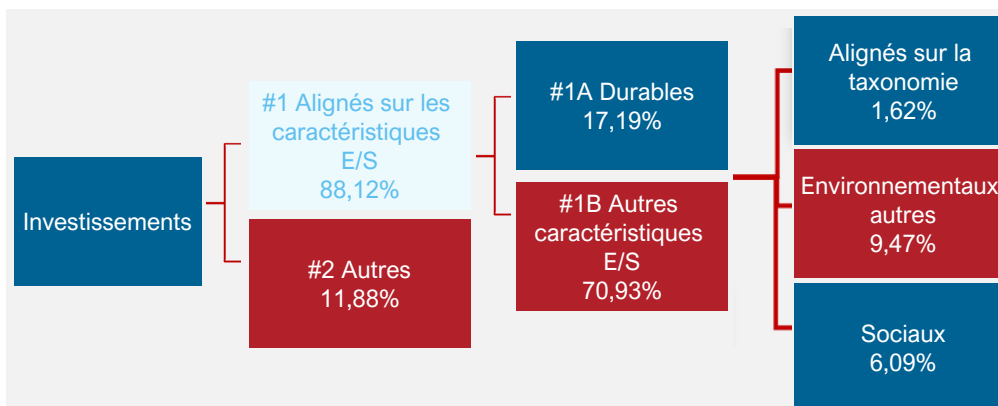 Investissements
#1 Alignés sur les
caractéristiques
E/S
88,12%
#2 Autres
11,88%
#1A Durables
17,19%
#1B Autres
caractéristiques
E/S
70,93%
Alignés sur la
taxonomie
1,62%
Environnementaux
autres
9,47%
Sociaux
6,09%